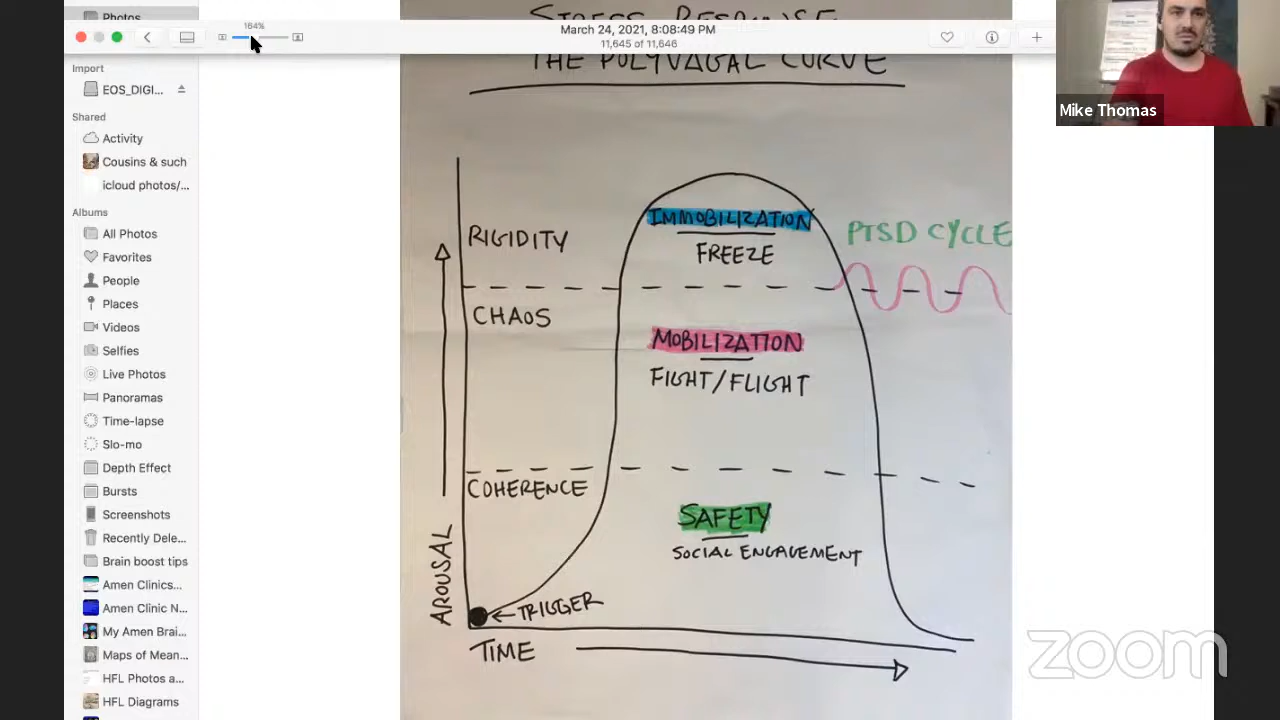 Photos
164%
March 24, 2021, 8:08:49 PM
11,645 of 11,646
Mike Thomas
Import
EOS_DIGI...
Shared
Activity
Cousins & such
icloud photos/...
Albums
All Photos
Favorites
People
Places
Videos
Selfies
Live Photos
Panoramas
Time-lapse
Slo-mo
Depth Effect
Bursts
Screenshots
Recently Dele...
Brain boost tips
Amen Clinics...
Amen Clinic N...
My Amen Brai...
Maps of Mean...
HFL Photos a...
HFL Diagrams
STRESS RESPONSE
THE POLYVAGAL CURVE
IMMOBILIZATION
RIGIDITY
FREEZE
PTSD CYCLE
CHAOS
MOBILIZATION
FIGHT/FLIGHT
COHERENCE
SAFETY
SOCIAL ENGAGEMENT
AROUSAL
TRIGGER
TIME
zoom